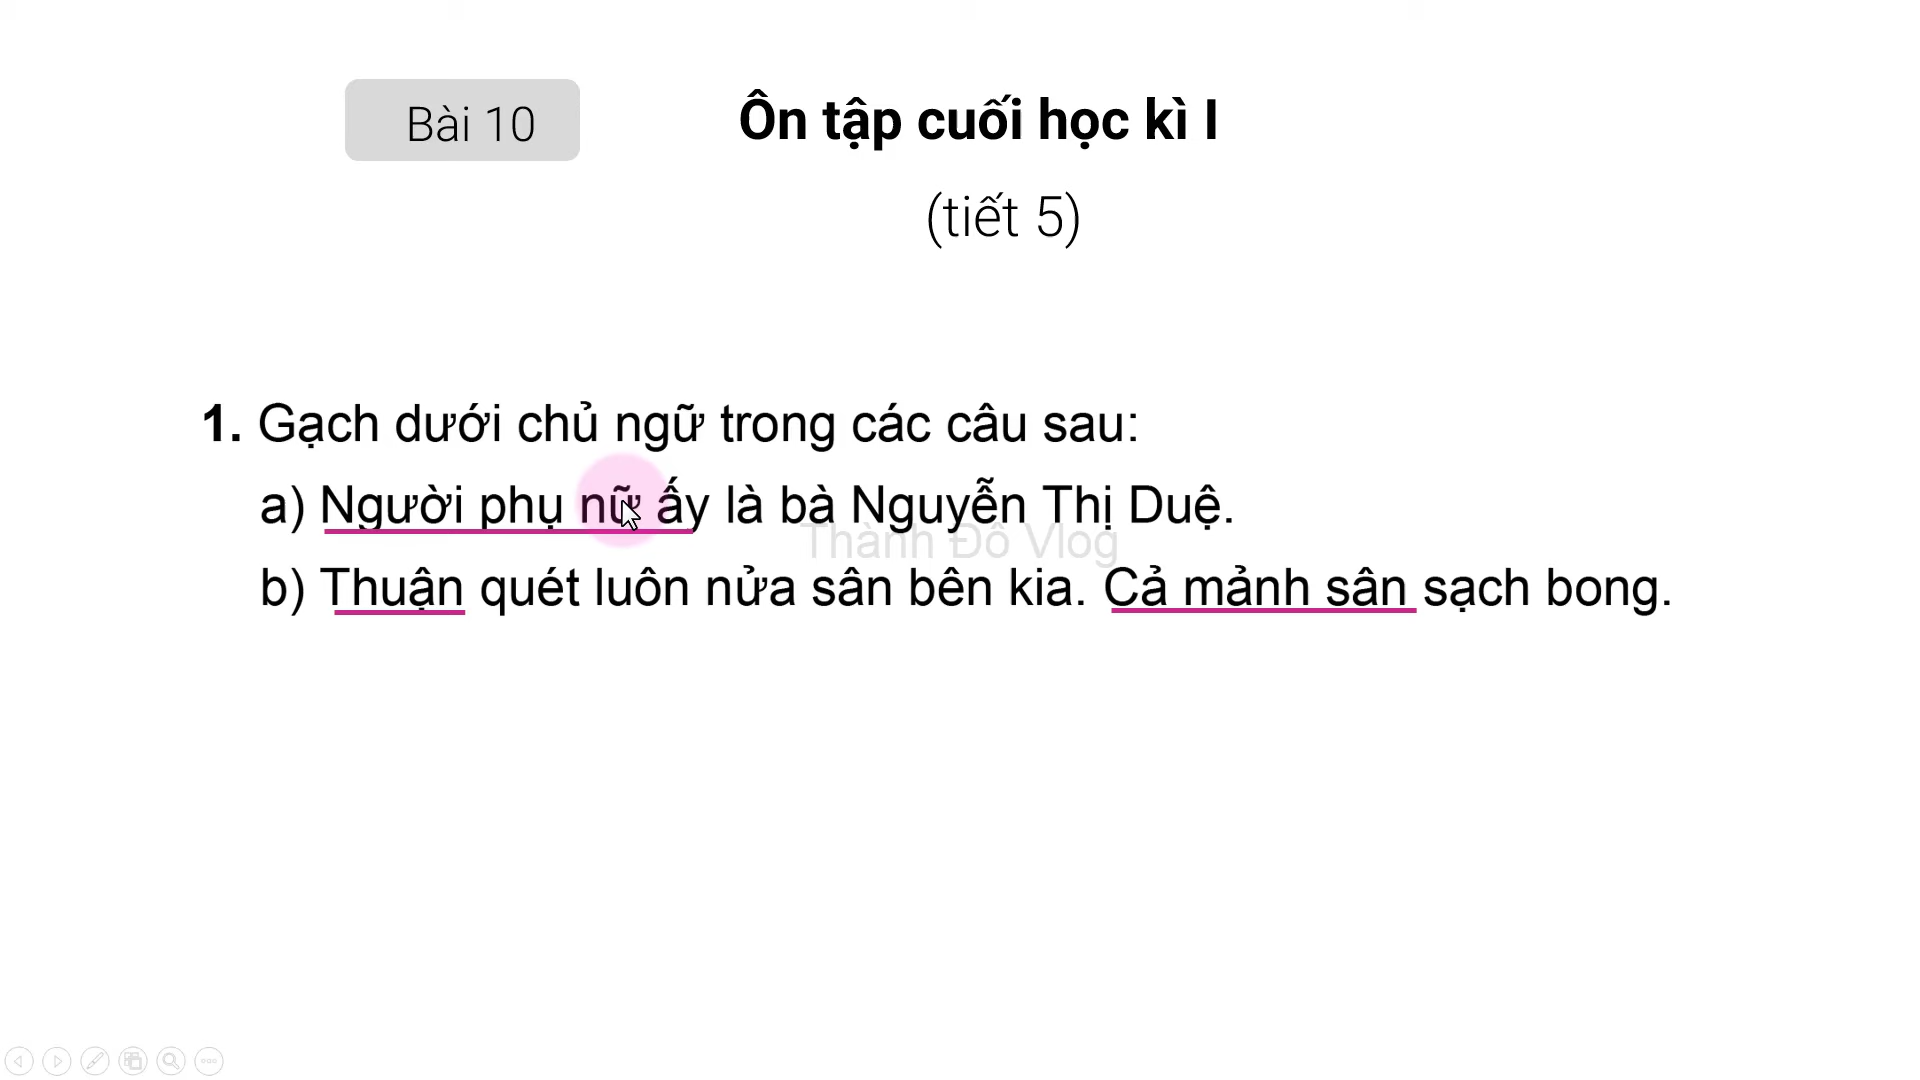 Bài 10
Ôn tập cuối học kì I
(tiết 5)
1. Gạch dưới chủ ngữ trong các câu sau:
a) Người phụ nữ ấy là bà Nguyễn Thị Duệ.
Thành Đô Vlog
b) Thuận quét luôn nửa sân bên kia. Cả mảnh sân sạch bong.